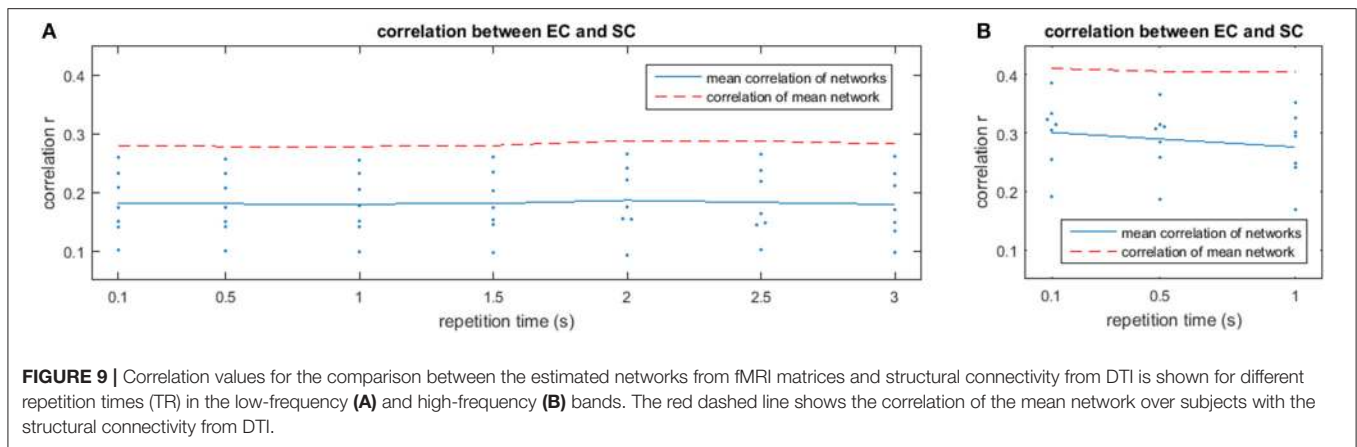 A
correlation between EC and SC
mean correlation of networks
correlation of mean network
0.4
0.3
0.2
0.1
correlation r
0.1 0.5 1 1.5 2 2.5 3
repetition time (s)
B
correlation between EC and SC
0.4
0.3
0.2
0.1
correlation r
mean correlation of networks
correlation of mean network
0.1 0.5 1
repetition time (s)
FIGURE 9 | Correlation values for the comparison between the estimated networks from fMRI matrices and structural connectivity from DTI is shown for different
repetition times (TR) in the low-frequency (A) and high-frequency (B) bands. The red dashed line shows the correlation of the mean network over subjects with the
structural connectivity from DTI.